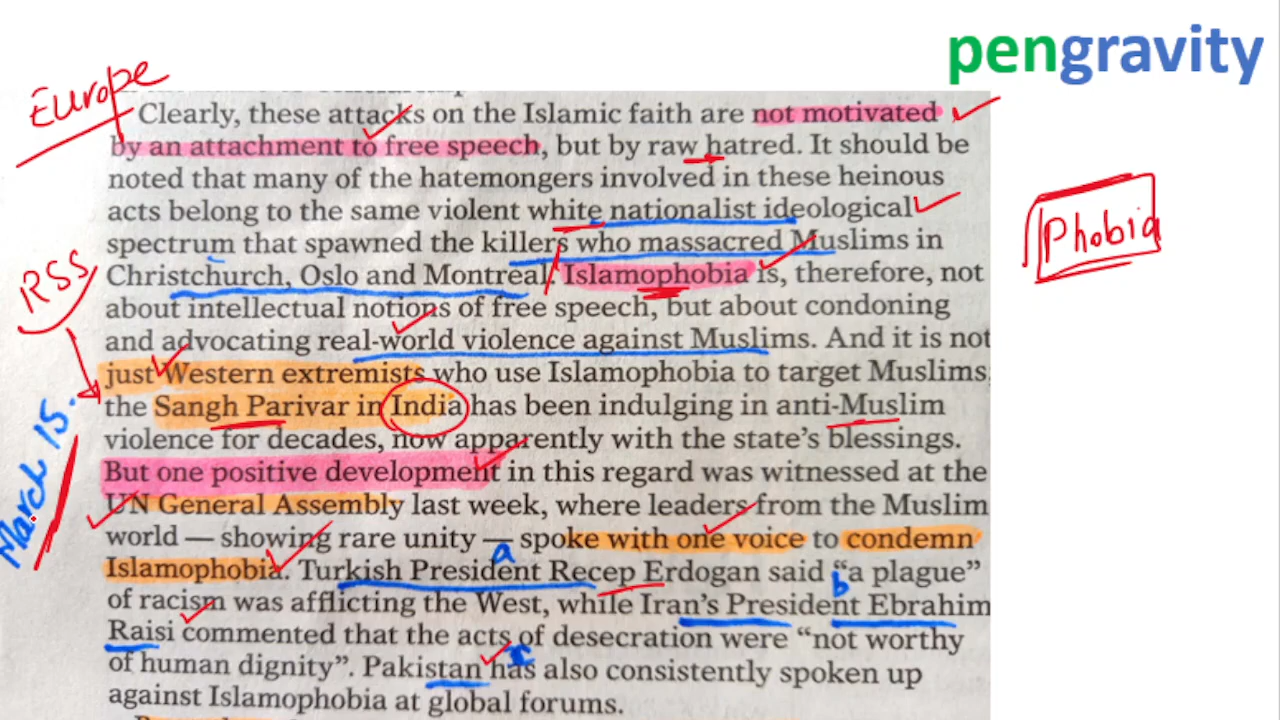 pengravity
Europe
Clearly, these attacks on the Islamic faith are not motivated
by an attachment to free speech, but by raw hatred. It should be
noted that many of the hatemongers involved in these heinous
acts belong to the same violent white nationalist ideological
spectrum that spawned the killers who massacred Muslims in
Christchurch, Oslo and Montreal. Islamophobia is, therefore, not
about intellectual notions of free speech, but about condoning
and advocating real-world violence against Muslims. And it is not
just Western extremists who use Islamophobia to target Muslims,
the Sangh Parivar in India has been indulging in anti-Muslim
violence for decades, now apparently with the state's blessings.
But one positive development in this regard was witnessed at the
UN General Assembly last week, where leaders from the Muslim
world — showing rare unity — spoke with one voice to condemn
Islamophobia. Turkish President Recep Erdogan said “a plague”
of racism was afflicting the West, while Iran's President Ebrahim
Raisi commented that the acts of desecration were “not worthy
of human dignity”. Pakistan has also consistently spoken up
against Islamophobia at global forums.
Phobia
RSS
March 15.
a
b